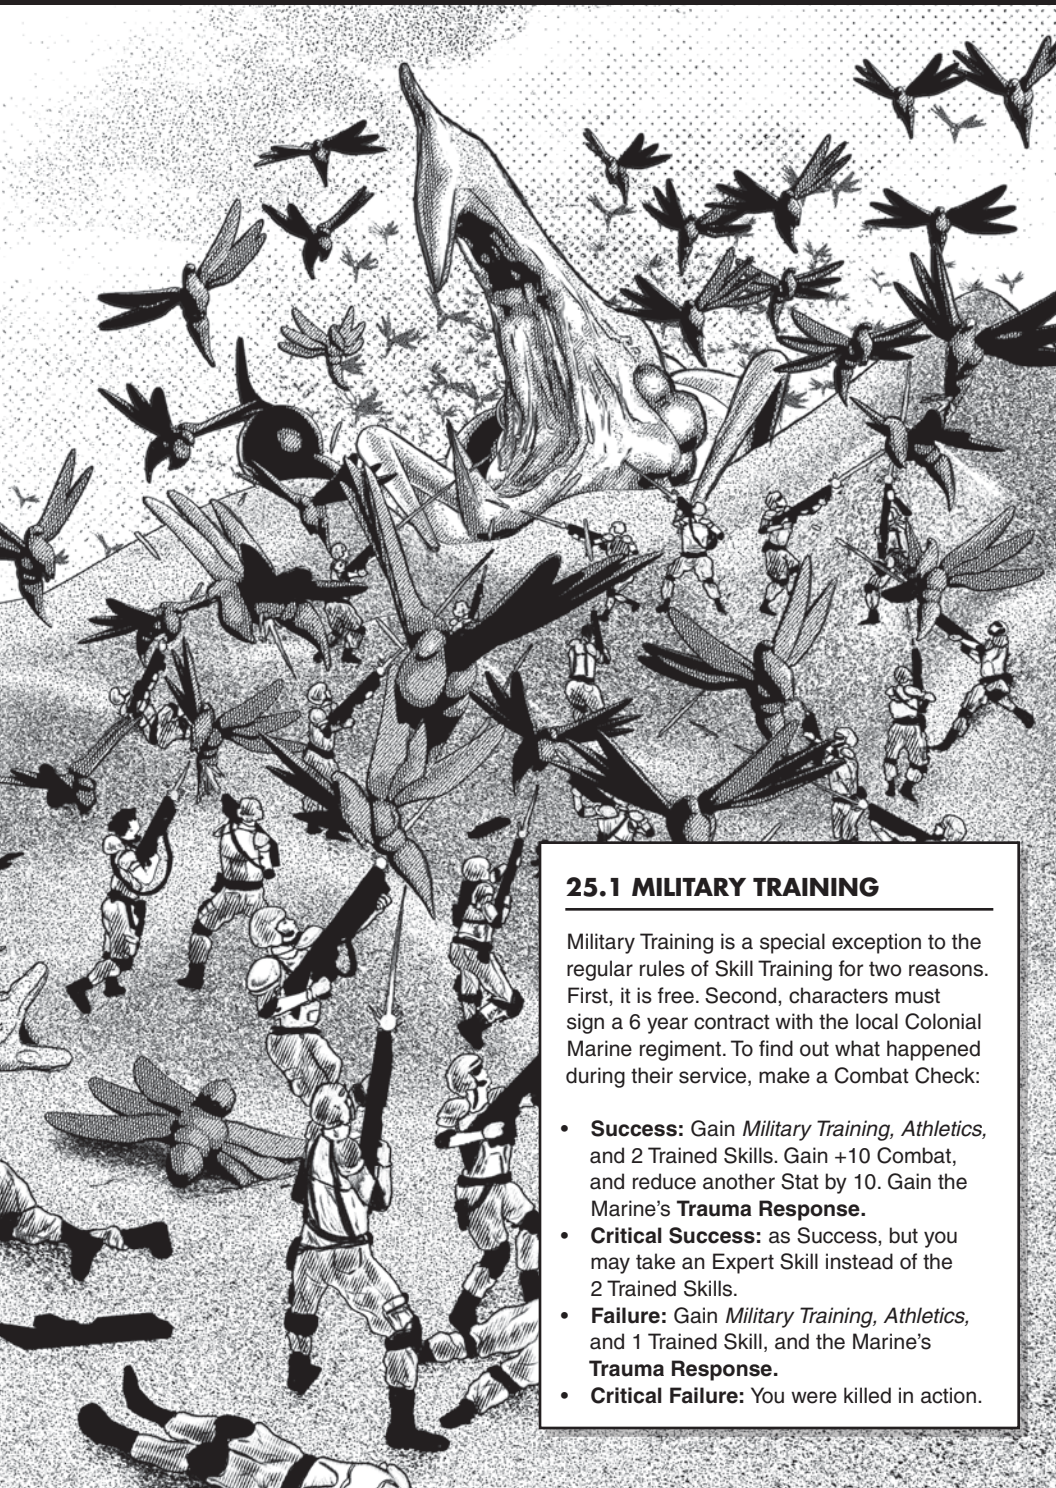 25.1 MILITARY TRAINING
Military Training is a special exception to the
regular rules of Skill Training for two reasons.
First, it is free. Second, characters must
sign a 6 year contract with the local Colonial
Marine regiment. To find out what happened
during their service, make a Combat Check:
• Success: Gain Military Training, Athletics,
and 2 Trained Skills. Gain +10 Combat,
and reduce another Stat by 10. Gain the
Marine's Trauma Response.
• Critical Success: as Success, but you
may take an Expert Skill instead of the
2 Trained Skills.
• Failure: Gain Military Training, Athletics,
and 1 Trained Skill, and the Marine's
Trauma Response.
• Critical Failure: You were killed in action.